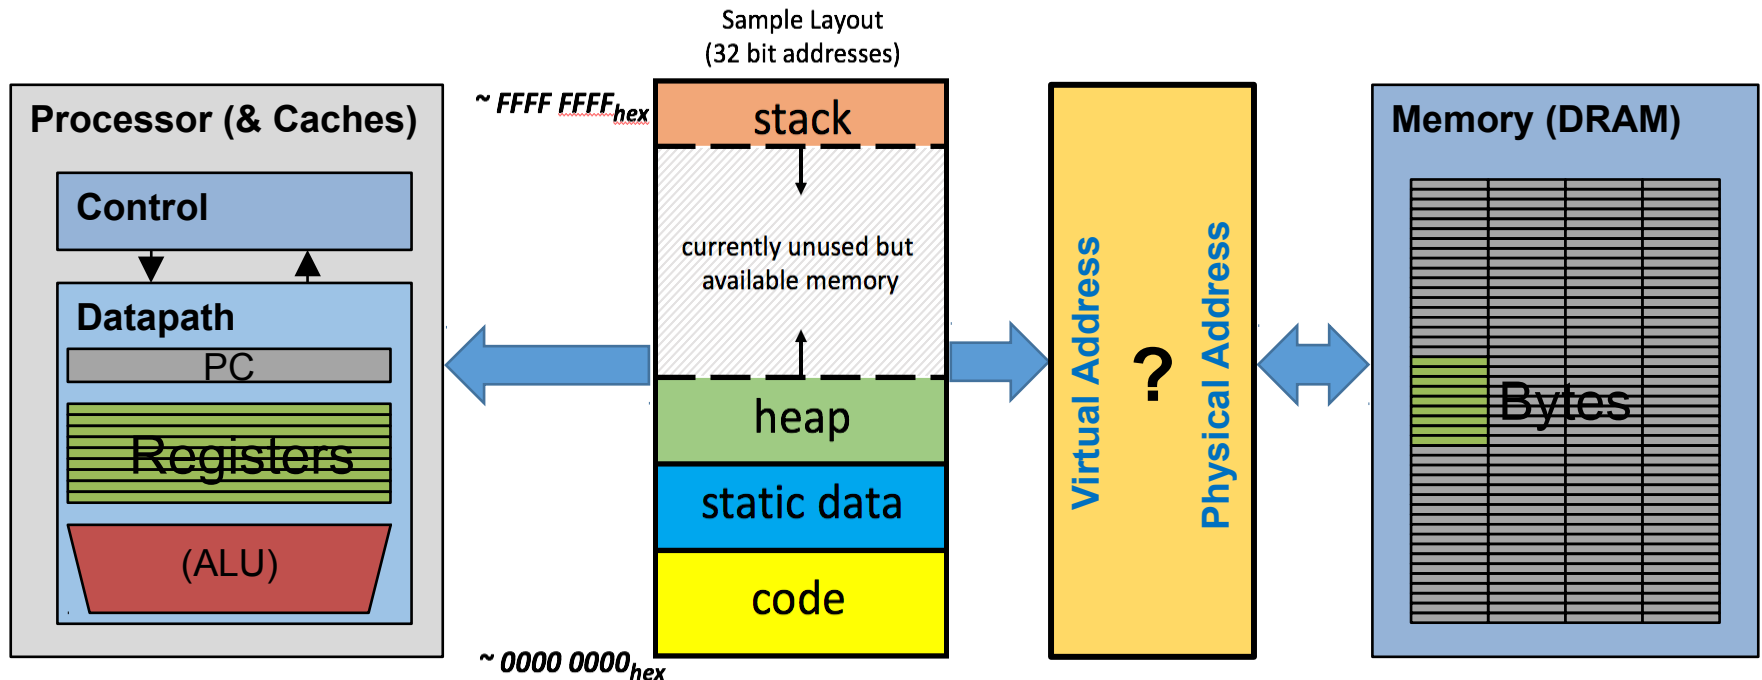 Sample Layout
(32 bit addresses)
Processor (& Caches)
Control
Datapath
PC
Registers
(ALU)
~ FFFF FFFFhex
stack
currently unused but
available memory
heap
static data
code
~ 0000 0000hex
Virtual Address
?
Physical Address
Memory (DRAM)
Bytes